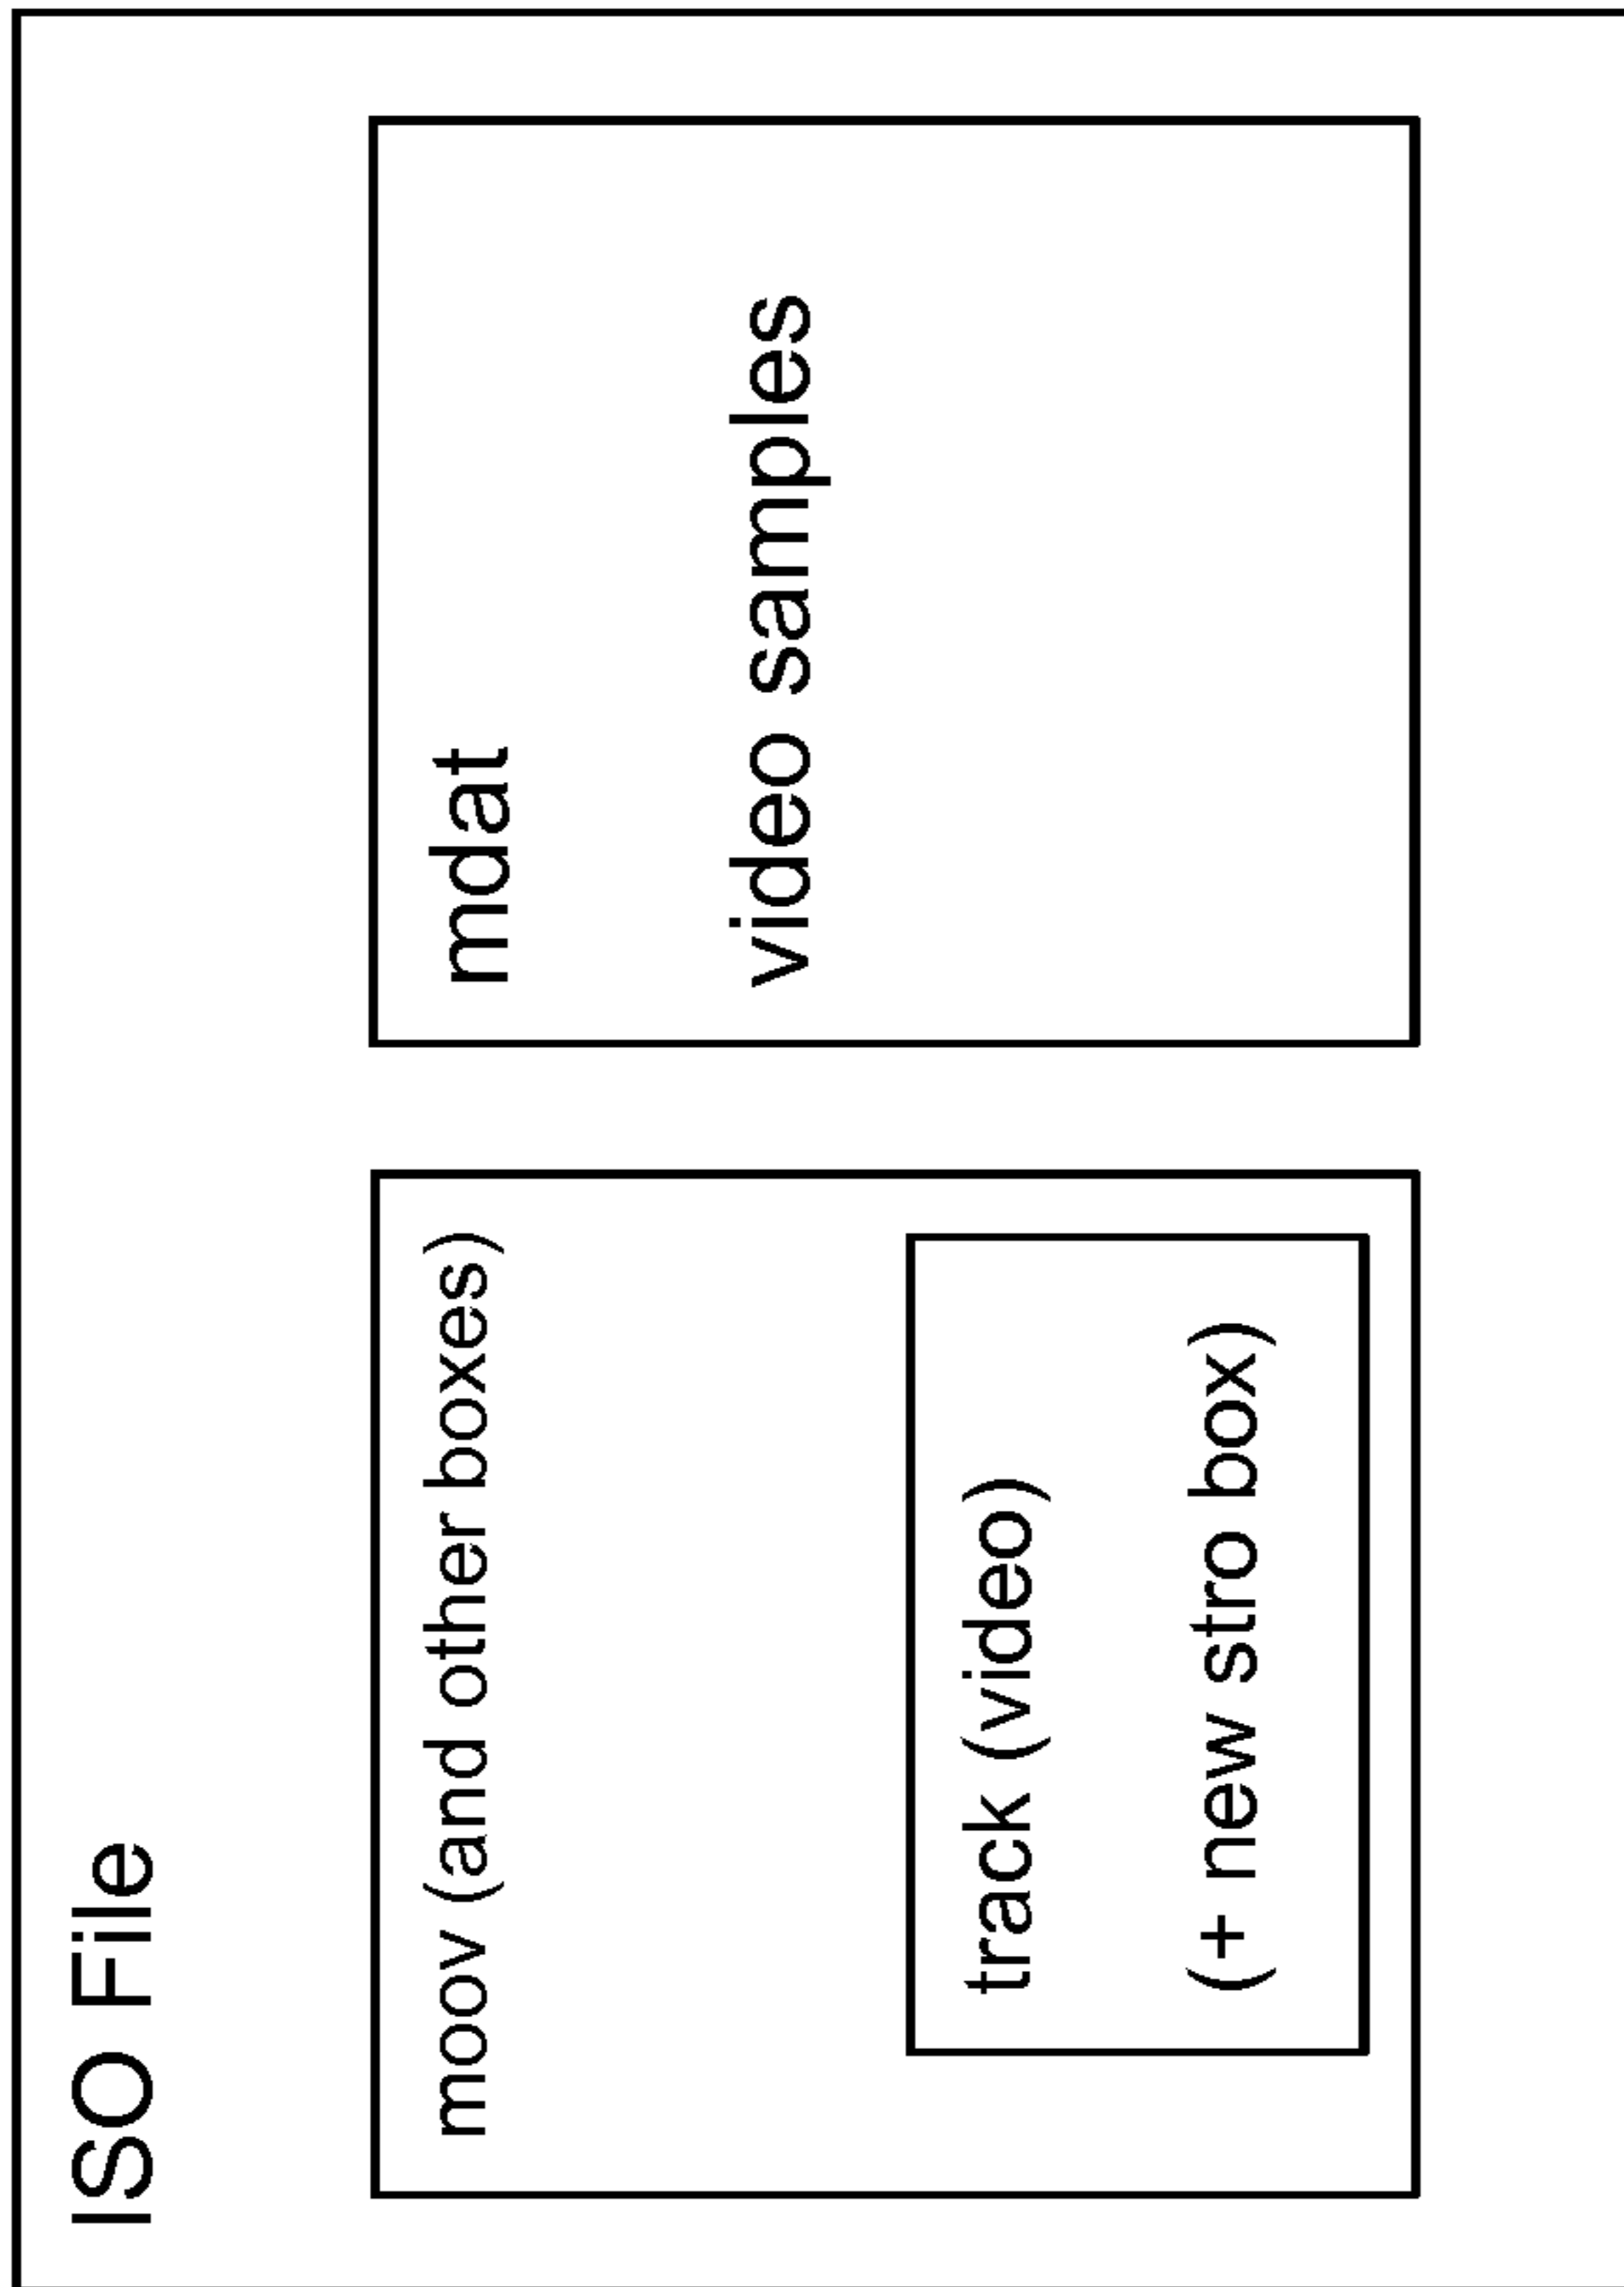 ISO File
moov (and other boxes)
track (video)
(+ new stro box)
mdat
video samples